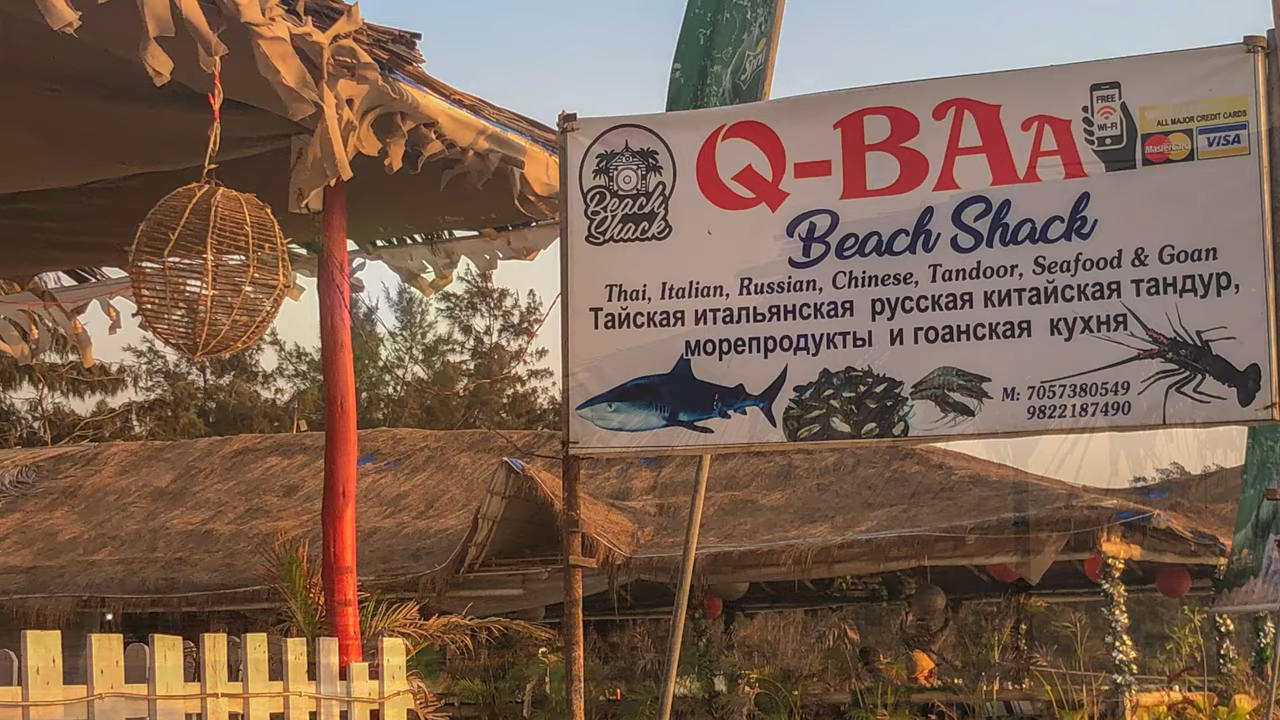 Sprite
Q-BAA
FREE
WI-FI
ALL MAJOR CREDIT CARDS
MasterCard
VISA
Beach
Shack
Beach Shack
Thai, Italian, Russian, Chinese, Tandoor, Seafood & Goan
Тайская итальянская русская китайская тандур,
морепродукты и гоанская кухня
M: 7057380549
9822187490